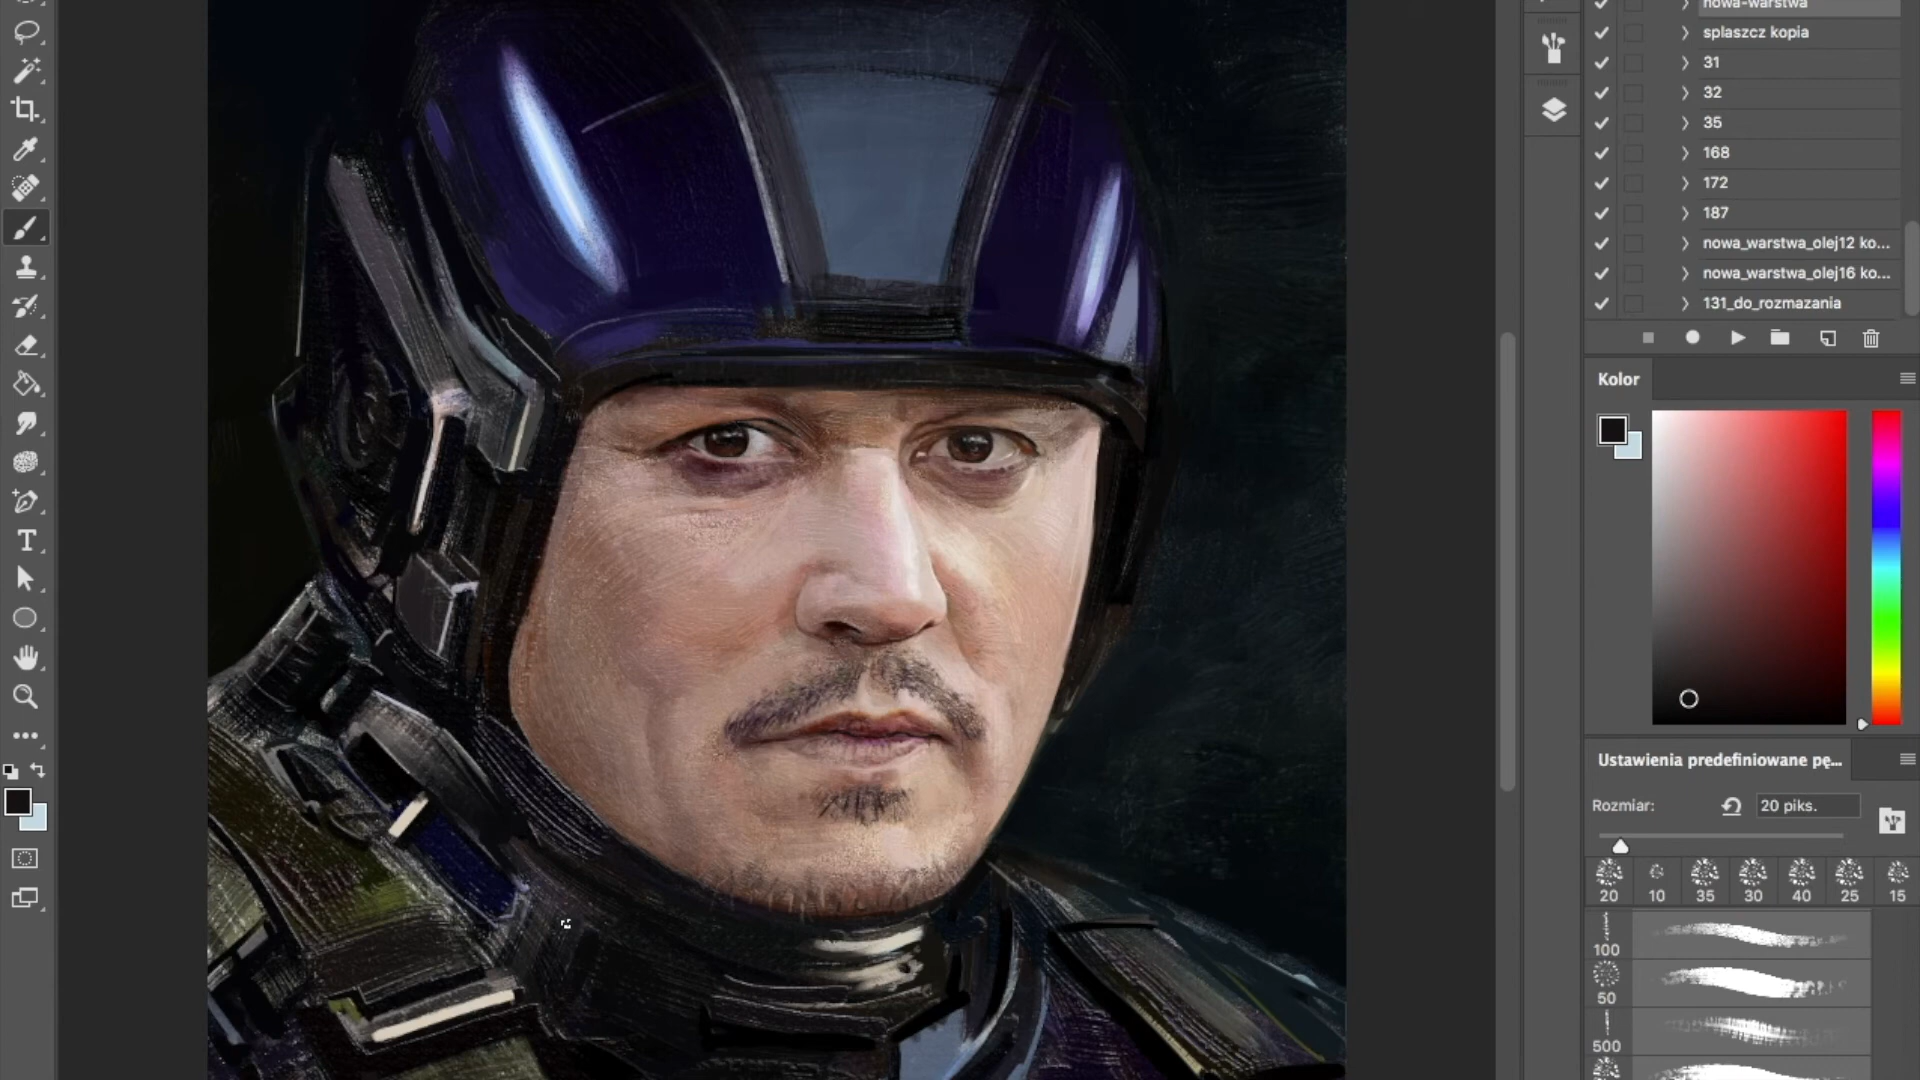 nowa-warstwa
splaszcz kopia
31
32
35
168
172
187
nowa_warstwa_olej12 ko...
nowa_warstwa_olej16 ko...
131_do_rozmazania
Kolor
Ustawienia predefiniowane pę...
Rozmiar: 20 piks.
20 10 35 30 40 25 15
100
50
500